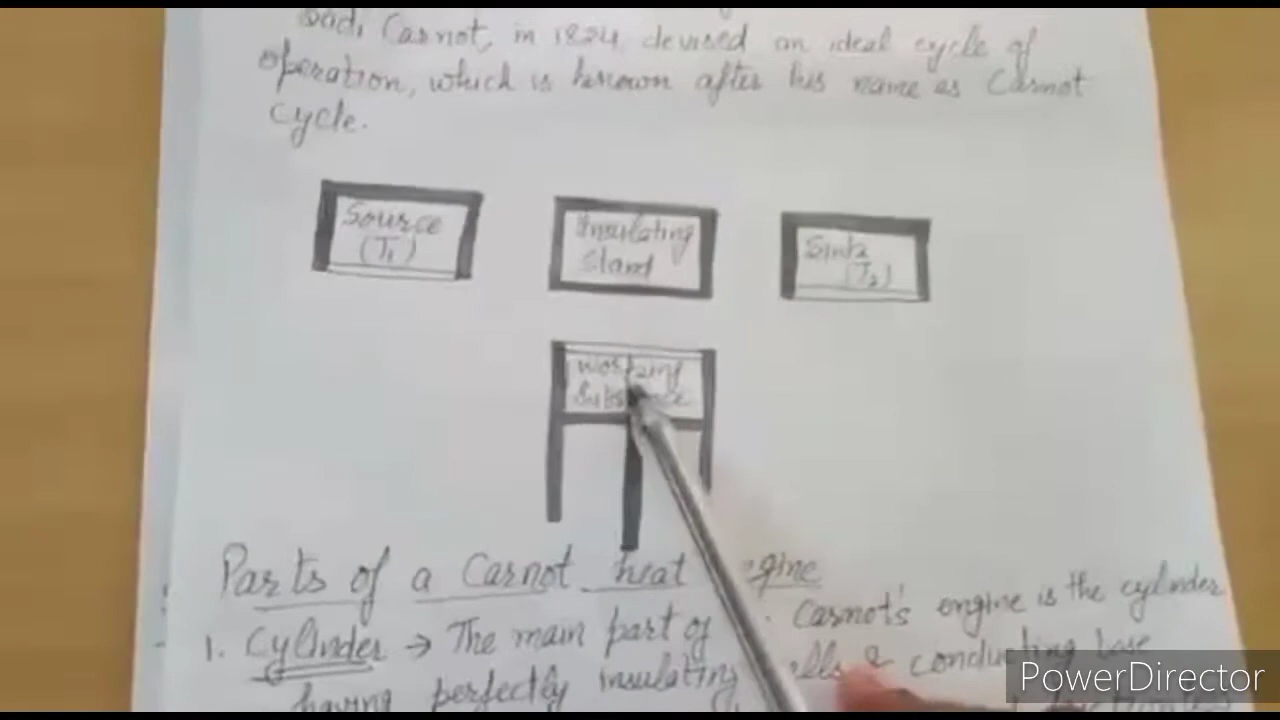 Sadi Carnot, in 1824, devised an ideal cycle of
operation, which is known after his name as Carnot
Cycle.
Source
(T₁)
Insulating
Stand
Sink
(T₂)
Working
Parts of a Carnot heat
1. Cylinder → The main part of Carnot's engine is the cylinder
having perfectly insulating & conducting base
PowerDirector